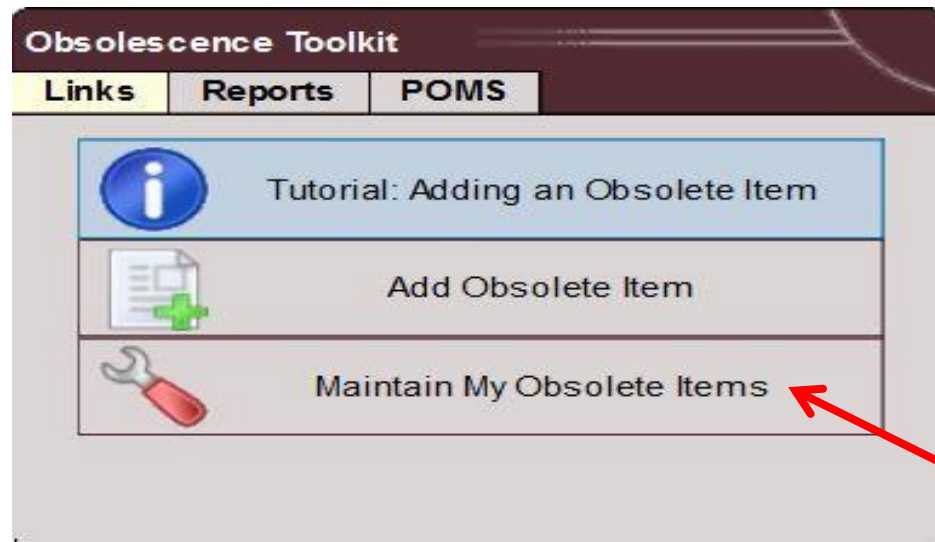 Obsolescence Toolkit
Links Reports POMS
Tutorial: Adding an Obsolete Item
Add Obsolete Item
Maintain My Obsolete Items